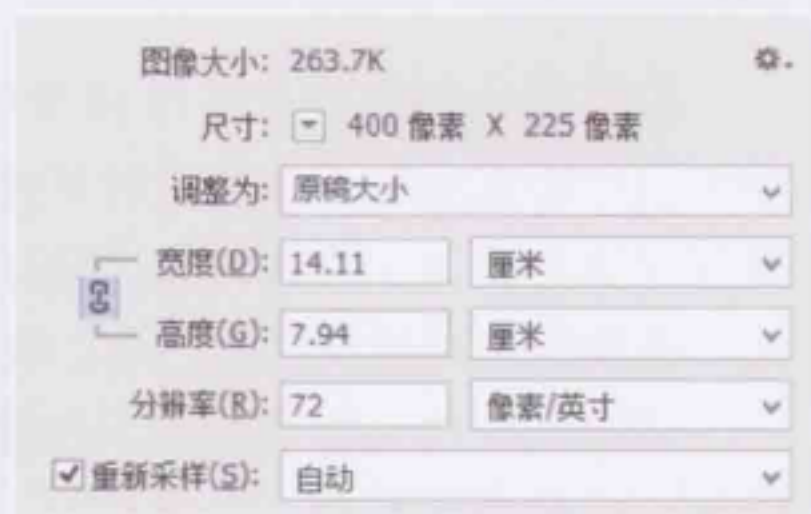 图像大小: 263.7K
尺寸: 400 像素 X 225 像素
调整为: 原稿大小
宽度(D): 14.11 厘米
高度(G): 7.94 厘米
分辨率(R): 72 像素/英寸
重新采样(S): 自动